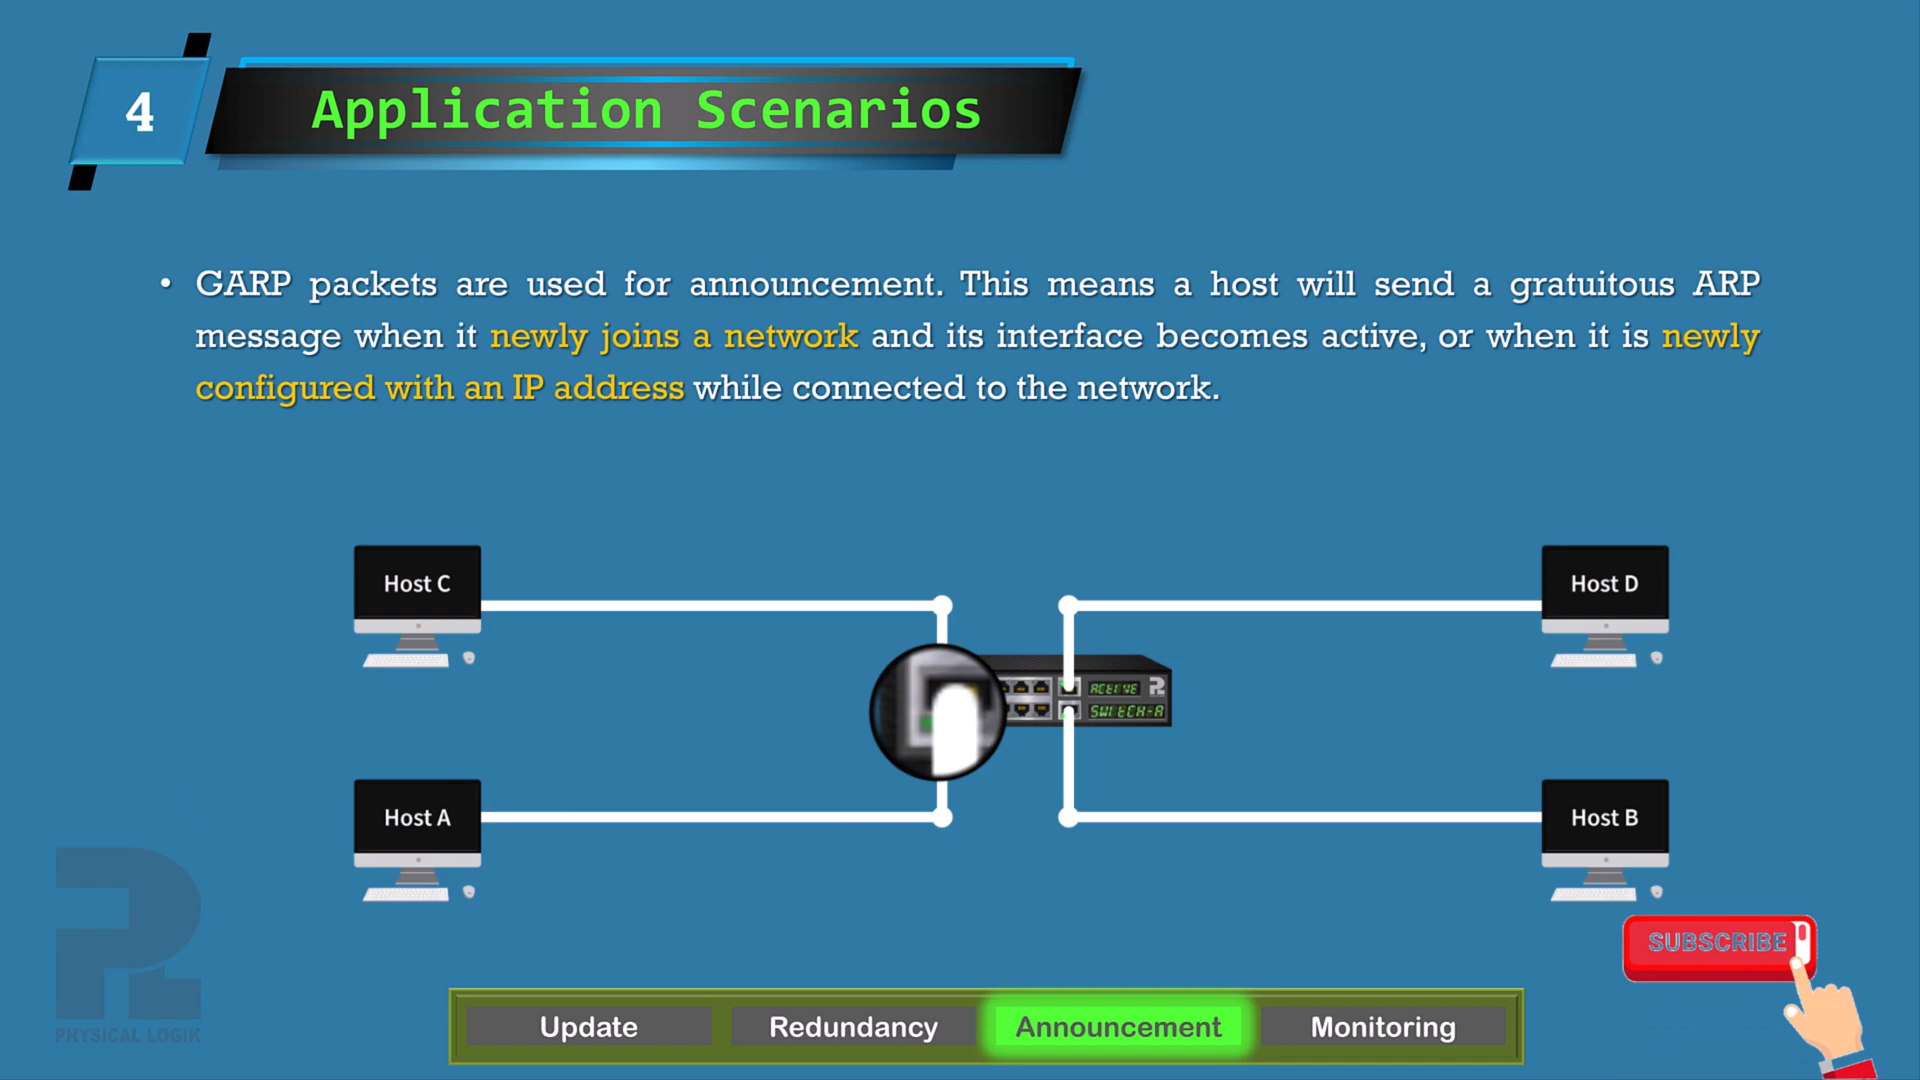 4
Application Scenarios
• GARP packets are used for announcement. This means a host will send a gratuitous ARP
message when it newly joins a network and its interface becomes active, or when it is newly
configured with an IP address while connected to the network.
Host C
Host D
ACTIVE
SWITCH-A
Host A
Host B
PHYSICAL LOGIK
SUBSCRIBE
Update
Redundancy
Announcement
Monitoring